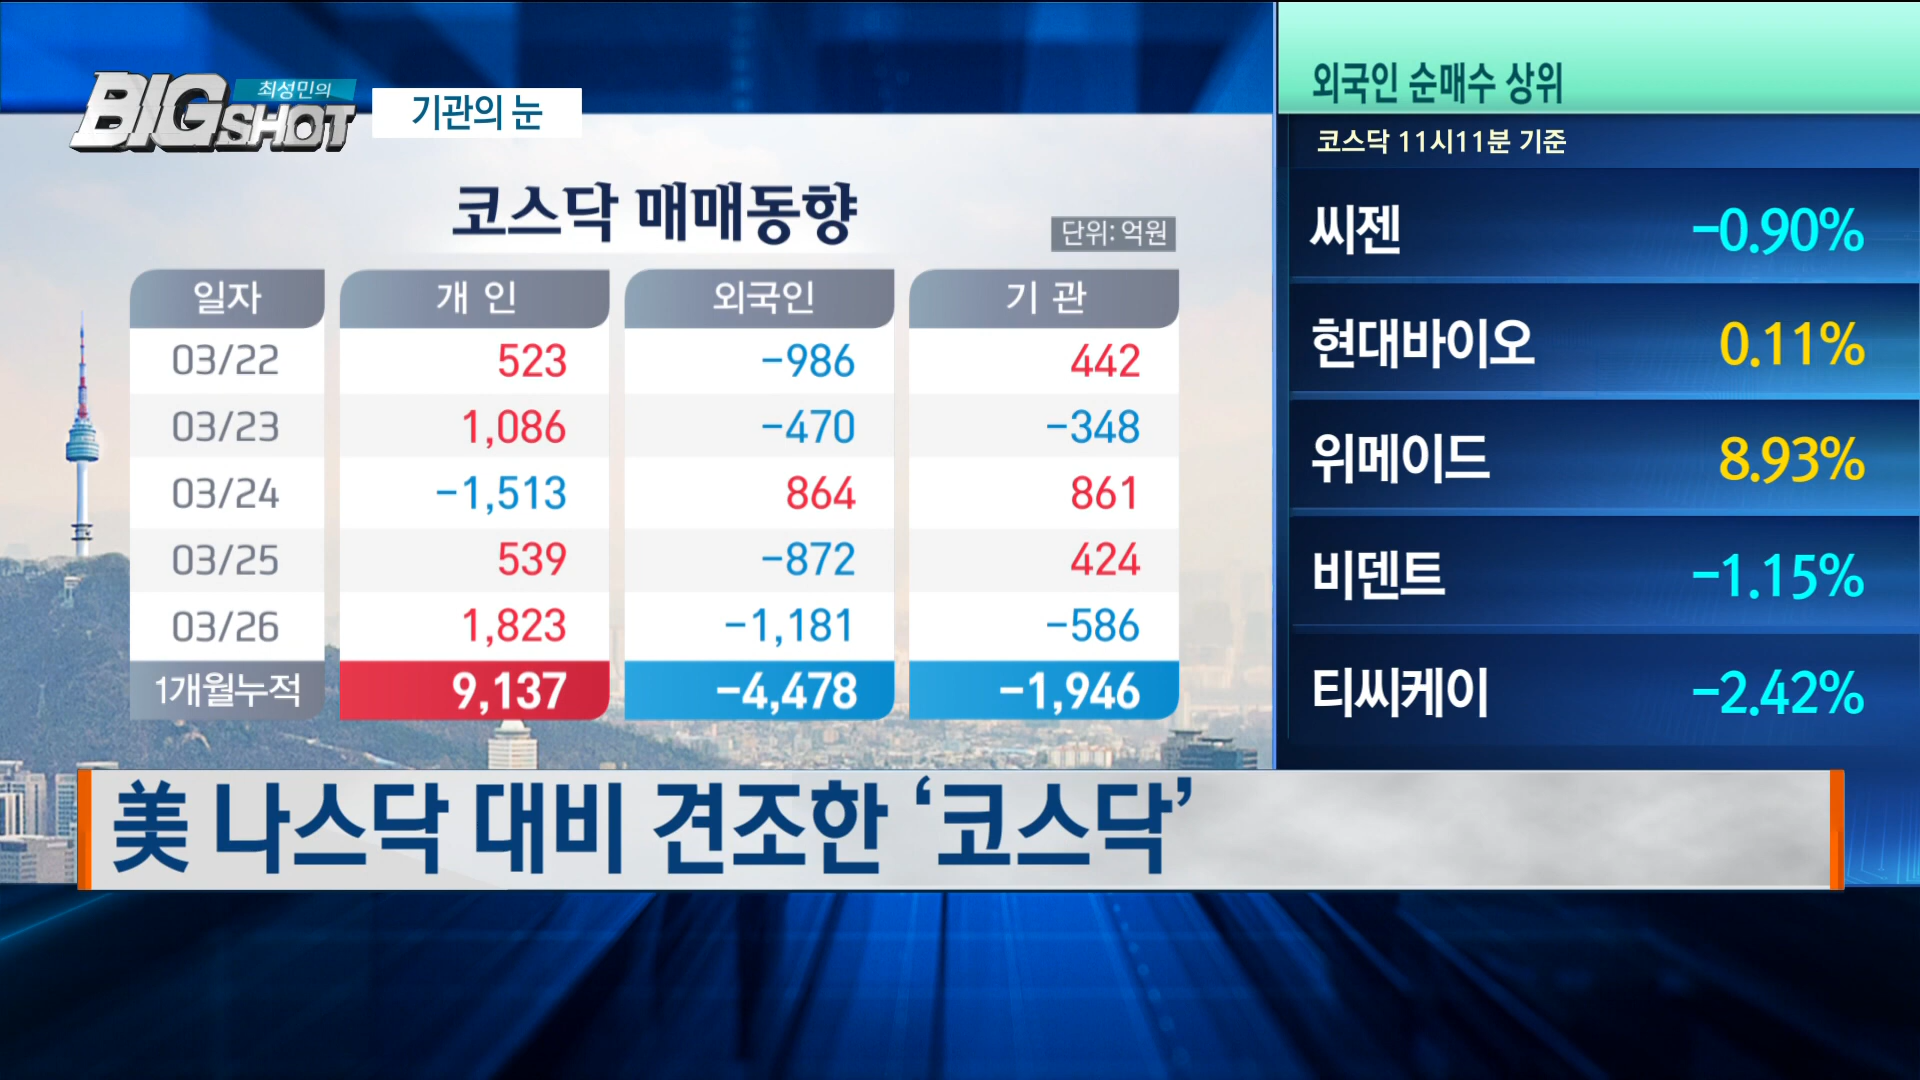 최성민의
BIG SHOT
기관의 눈
코스닥 매매동향
단위: 억원
일자 개 인 외국인 기 관
03/22 523 -986 442
03/23 1,086 -470 -348
03/24 -1,513 864 861
03/25 539 -872 424
03/26 1,823 -1,181 -586
1개월누적 9,137 -4,478 -1,946
외국인 순매수 상위
코스닥 11시11분 기준
씨젠 -0.90%
현대바이오 0.11%
위메이드 8.93%
비덴트 -1.15%
티씨케이 -2.42%
美 나스닥 대비 견조한 ‘코스닥’